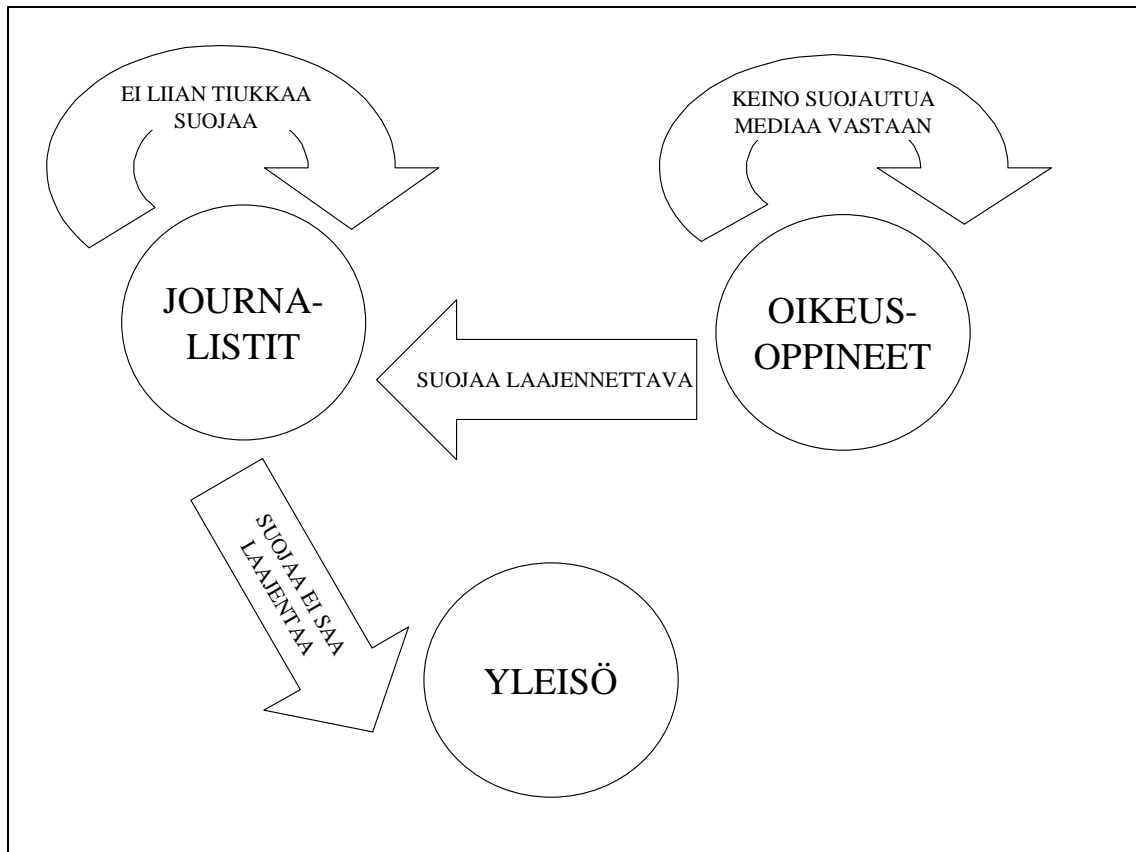 EI LIIAN TIUKKAA
SUOJAA
KEINO SUOJAUTUA
MEDIAA VASTAAN
JOURNA-
LISTIT
OIKEUS-
OPPINEET
SUOJAA LAAJENNETTAVA
SUOJAA EI SAA
LAAJENTAA
YLEISÖ